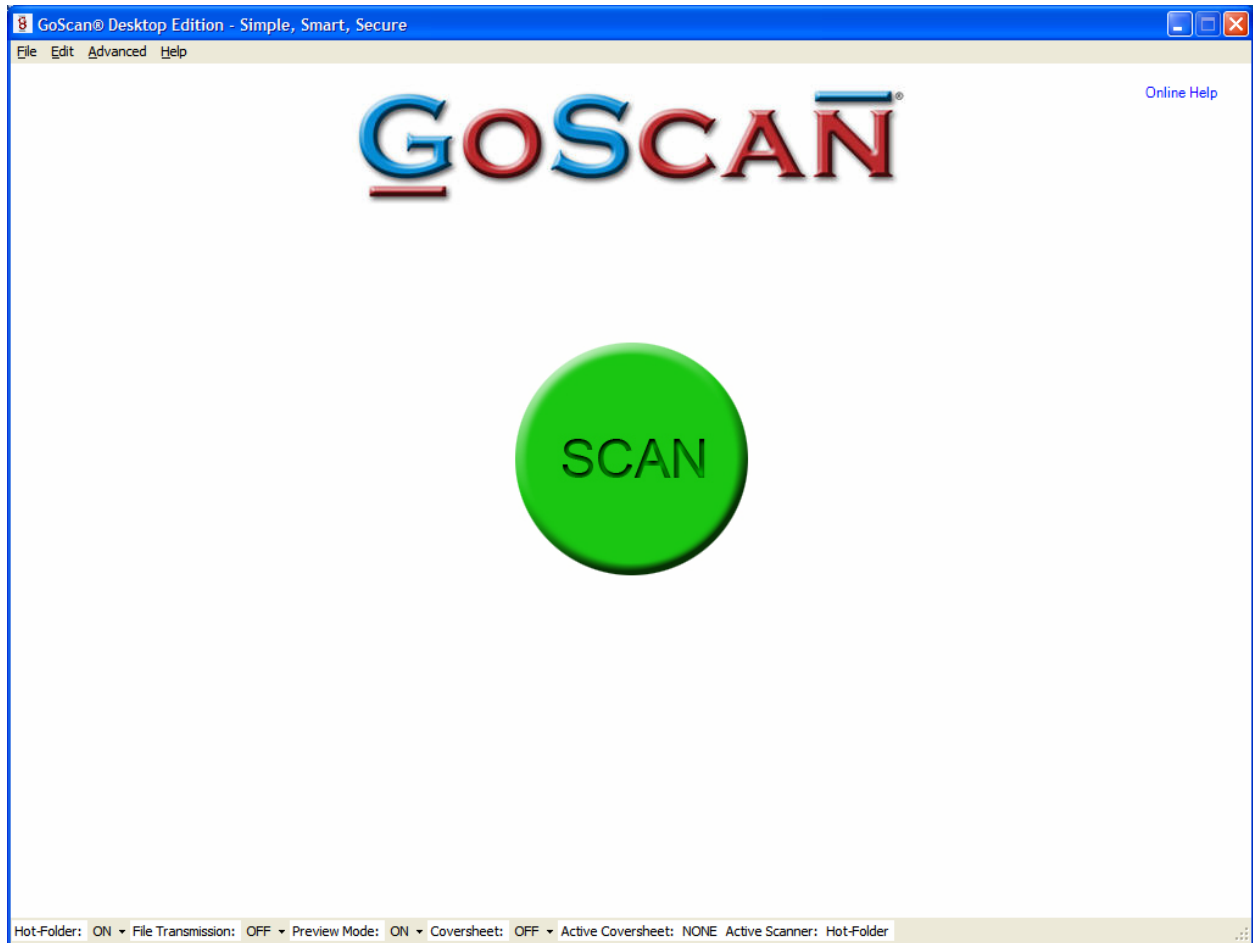 GoScan® Desktop Edition - Simple, Smart, Secure
File Edit Advanced Help
GOSCAN®
Online Help
SCAN
Hot-Folder: ON File Transmission: OFF Preview Mode: ON Coversheet: OFF Active Coversheet: NONE Active Scanner: Hot-Folder